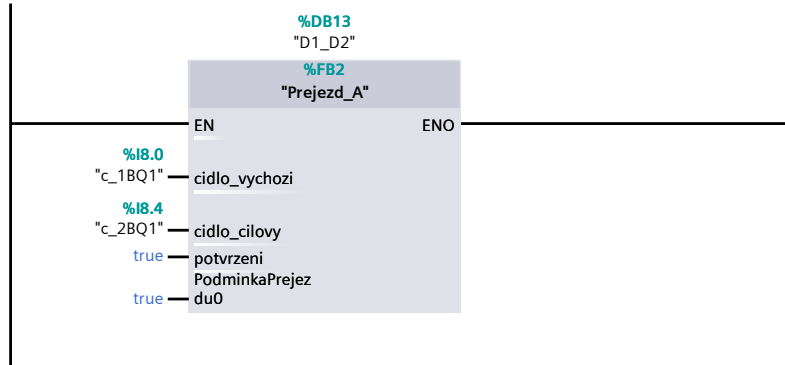 %DB13
"D1_D2"
%FB2
"Prejezd_A"
EN ENO
%I8.0
"c_1BQ1" cidlo_vychozi
%I8.4
"c_2BQ1" cidlo_cilovy
true potvrzeni
PodminkaPrejez
true du0